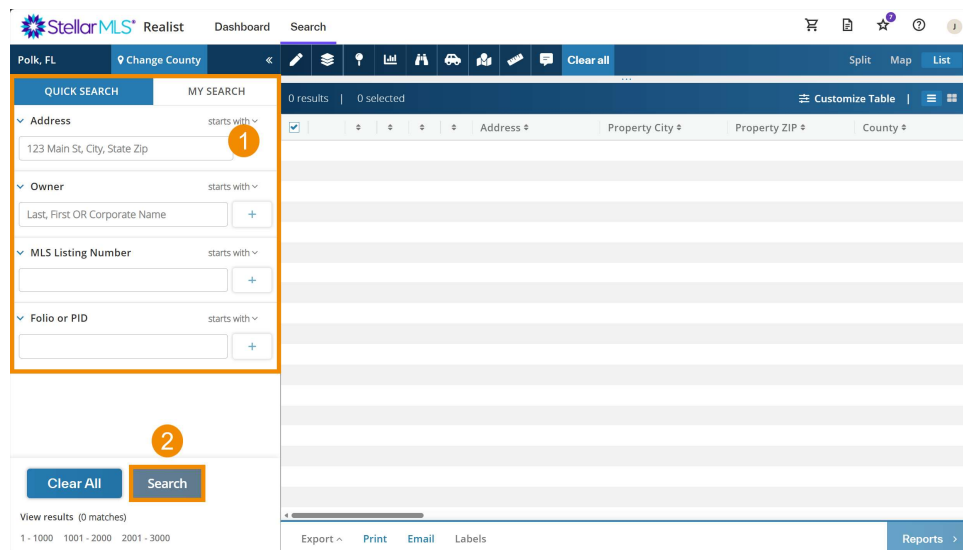 StellarMLS Realist Dashboard Search 7 J
Polk, FL Change County « Clear all Split Map List
QUICK SEARCH MY SEARCH
0 results | 0 selected Customize Table |
Address starts with
Address Property City Property ZIP County
1
123 Main St, City, State Zip
Owner starts with
Last, First OR Corporate Name +
MLS Listing Number starts with
+
Folio or PID starts with
+
2
Clear All Search
View results (0 matches)
1 - 1000 1001 - 2000 2001 - 3000
Export Print Email Labels Reports >